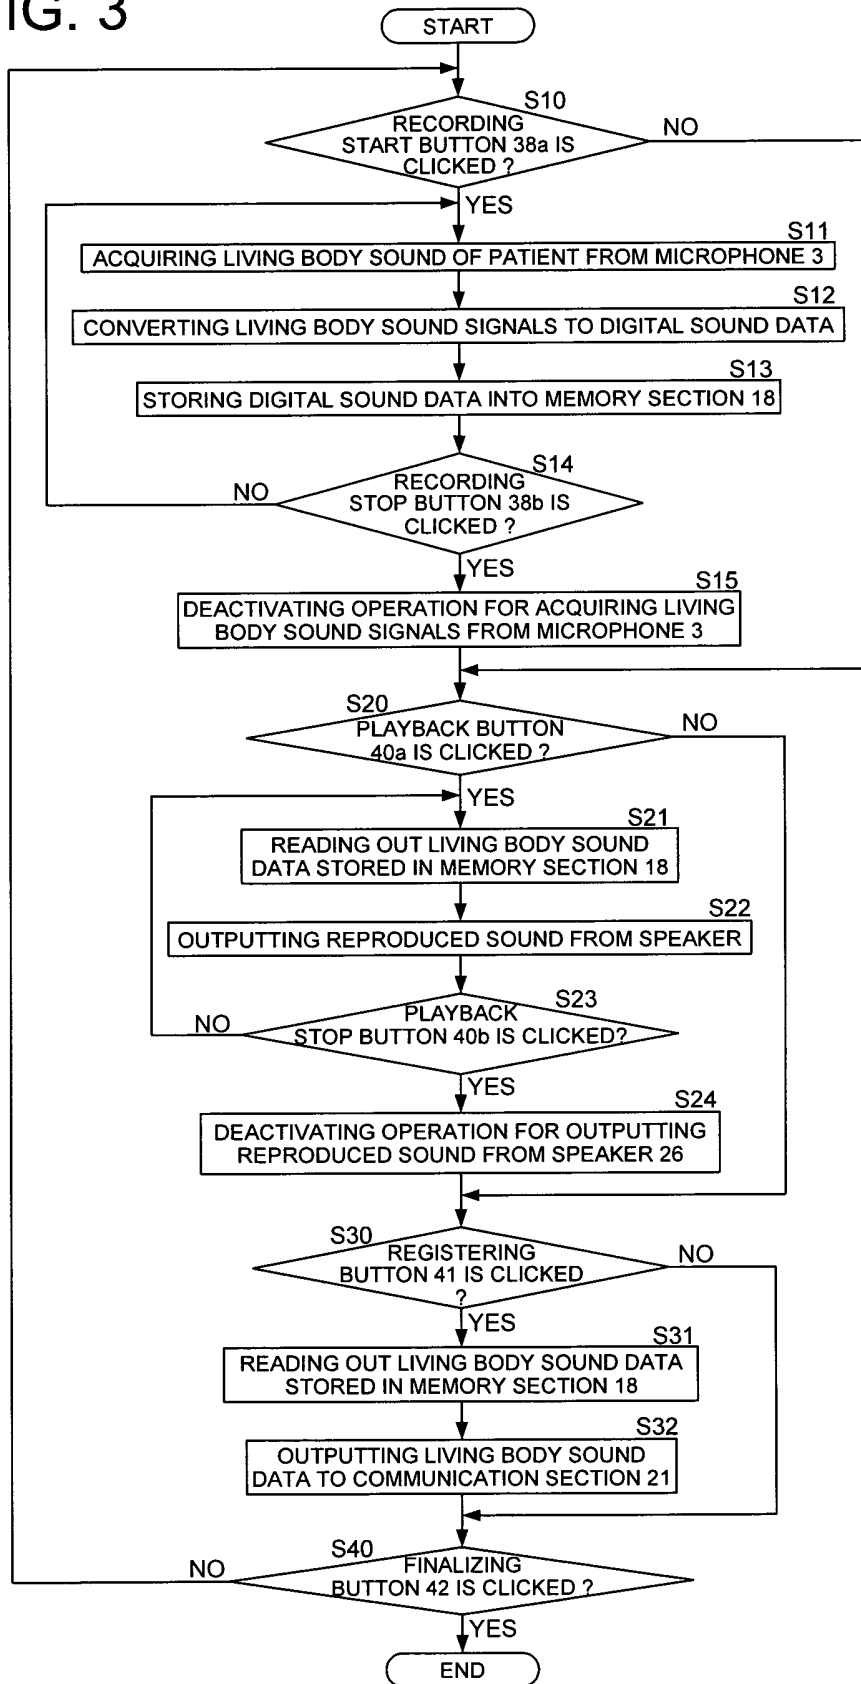 IG. 3
START
S10
RECORDING
START BUTTON 38a IS
CLICKED ?
NO
YES
S11
ACQUIRING LIVING BODY SOUND OF PATIENT FROM MICROPHONE 3
S12
CONVERTING LIVING BODY SOUND SIGNALS TO DIGITAL SOUND DATA
S13
STORING DIGITAL SOUND DATA INTO MEMORY SECTION 18
S14
RECORDING
STOP BUTTON 38b IS
CLICKED ?
NO
YES
S15
DEACTIVATING OPERATION FOR ACQUIRING LIVING
BODY SOUND SIGNALS FROM MICROPHONE 3
S20
PLAYBACK BUTTON
40a IS CLICKED ?
NO
YES
S21
READING OUT LIVING BODY SOUND
DATA STORED IN MEMORY SECTION 18
S22
OUTPUTTING REPRODUCED SOUND FROM SPEAKER
S23
PLAYBACK
STOP BUTTON 40b IS CLICKED?
NO
YES
S24
DEACTIVATING OPERATION FOR OUTPUTTING
REPRODUCED SOUND FROM SPEAKER 26
S30
REGISTERING
BUTTON 41 IS CLICKED
?
NO
YES
S31
READING OUT LIVING BODY SOUND DATA
STORED IN MEMORY SECTION 18
S32
OUTPUTTING LIVING BODY SOUND
DATA TO COMMUNICATION SECTION 21
S40
FINALIZING
BUTTON 42 IS CLICKED ?
NO
YES
END